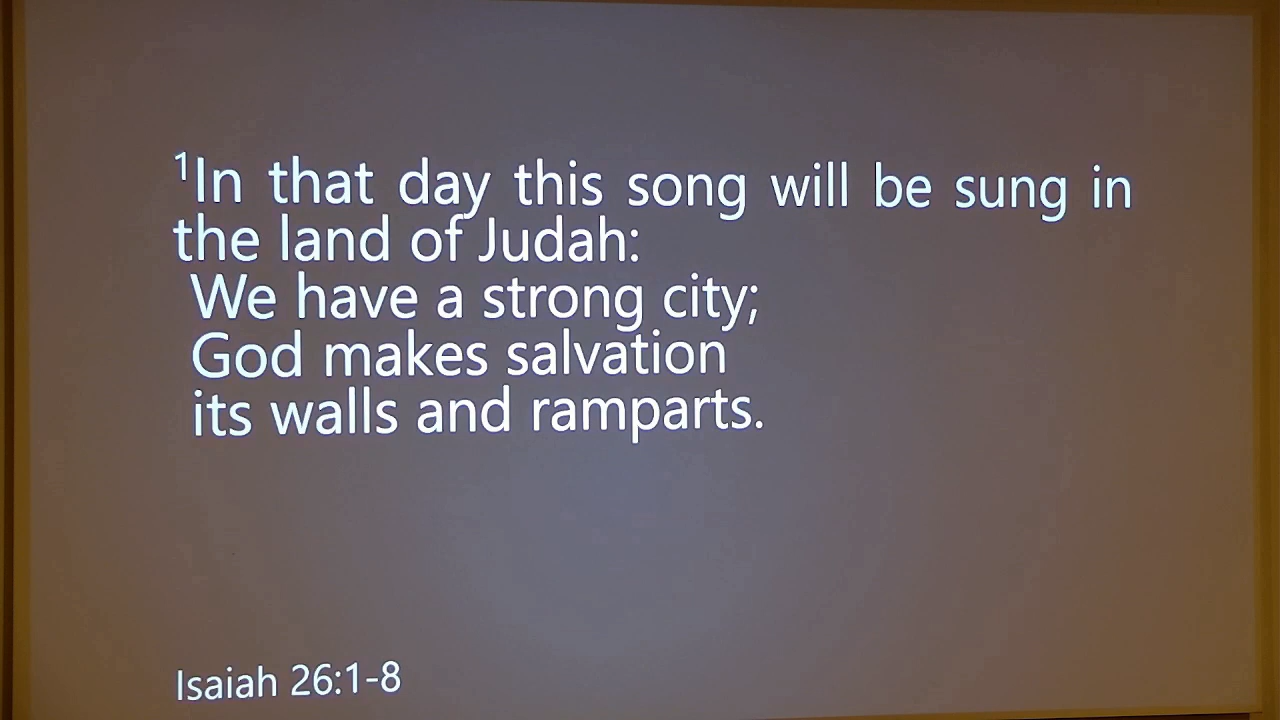 ¹In that day this song will be sung in
the land of Judah:
We have a strong city;
God makes salvation
its walls and ramparts.
Isaiah 26:1-8